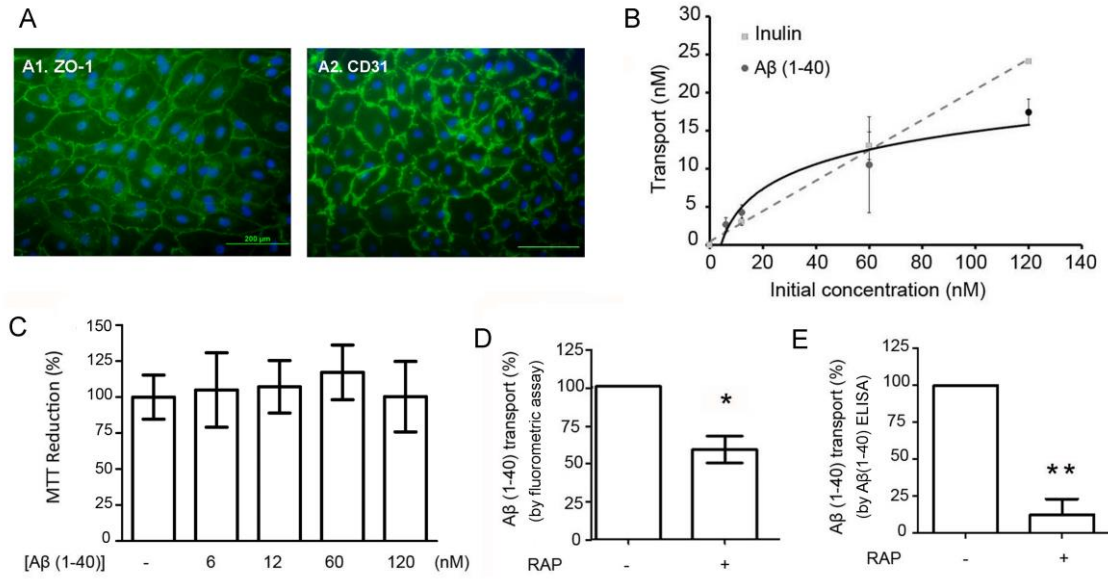 A
A1. ZO-1
200 µm
A2. CD31
B
Inulin
Aβ (1-40)
Transport (nM)
30
25
20
15
10
5
0
0 20 40 60 80 100 120 140
Initial concentration (nM)
C
MTT Reduction (%)
150
125
100
75
50
25
0
[Aβ (1-40)] - 6 12 60 120 (nM)
D
Aβ (1-40) transport (%)
(by fluorometric assay)
125
100
75
50
25
0
*
RAP - +
E
Aβ (1-40) transport (%)
(by Aβ(1-40) ELISA)
125
100
75
50
25
0
**
RAP - +